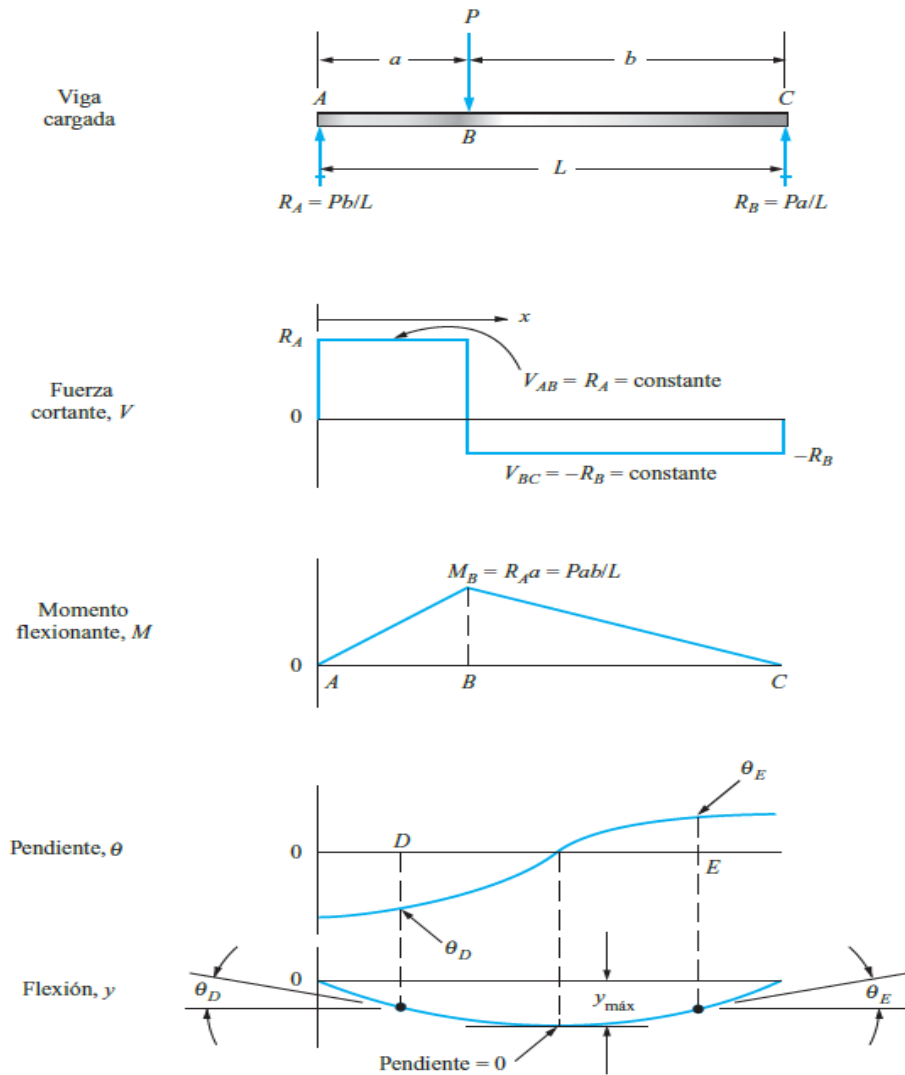 P
a
b
Viga
cargada
A
C
B
L
R_A = Pb/L
R_B = Pa/L
x
R_A
V_AB = R_A = constante
Fuerza
cortante, V
0
−R_B
V_BC = −R_B = constante
M_B = R_A a = Pab/L
Momento
flexionante, M
0
A
B
C
θ_E
Pendiente, θ
0
D
E
θ_D
Flexión, y
0
θ_D
y_máx
θ_E
Pendiente = 0